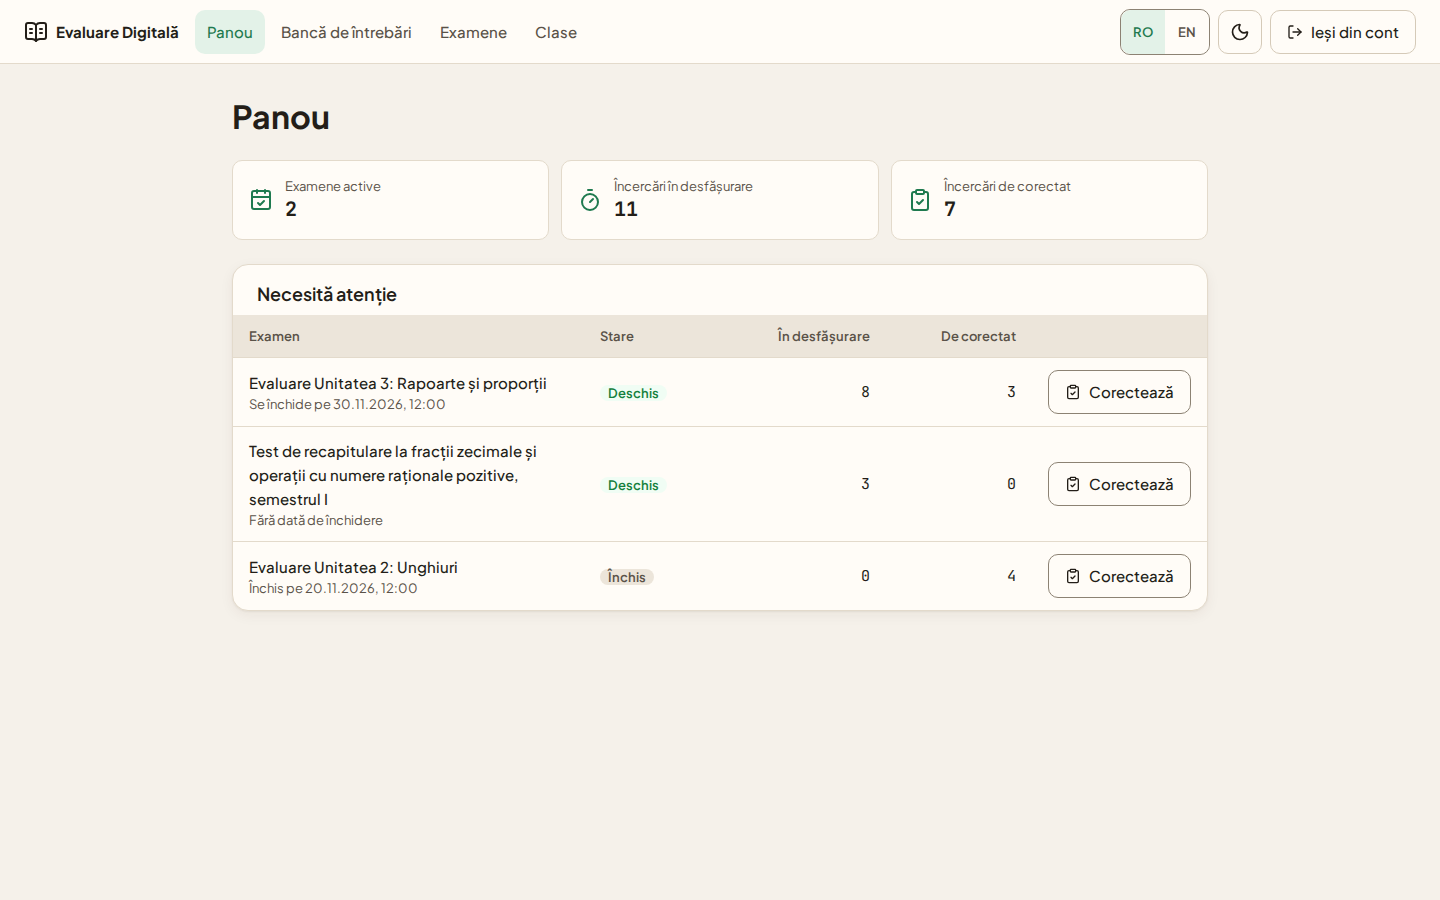 Evaluare Digitală
Panou
Bancă de întrebări
Examene
Clase
RO
EN
Ieși din cont
Panou
Examene active
2
Încercări în desfășurare
11
Încercări de corectat
7
Necesită atenție
Examen Stare În desfășurare De corectat
Evaluare Unitatea 3: Rapoarte și proporții
Se închide pe 30.11.2026, 12:00
Deschis 8 3 Corectează
Test de recapitulare la fracții zecimale și
operații cu numere raționale pozitive,
semestrul I
Fără dată de închidere
Deschis 3 0 Corectează
Evaluare Unitatea 2: Unghiuri
Închis pe 20.11.2026, 12:00
Închis 0 4 Corectează